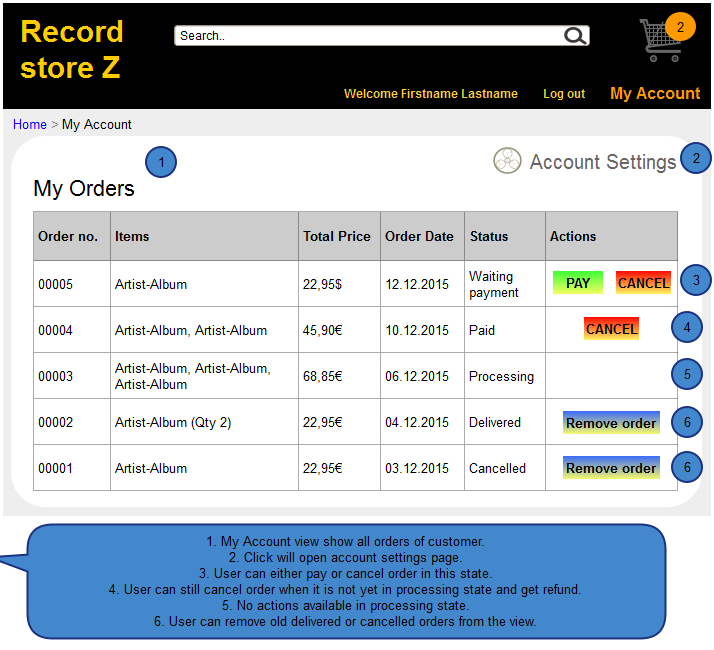 Record
store Z
Search..
2
Welcome Firstname Lastname Log out My Account
Home > My Account
1
Account Settings 2
My Orders
Order no. Items Total Price Order Date Status Actions
00005 Artist-Album 22,95$ 12.12.2015 Waiting
payment PAY CANCEL 3
00004 Artist-Album, Artist-Album 45,90€ 10.12.2015 Paid CANCEL 4
00003 Artist-Album, Artist-Album,
Artist-Album 68,85€ 06.12.2015 Processing 5
00002 Artist-Album (Qty 2) 22,95€ 04.12.2015 Delivered Remove order 6
00001 Artist-Album 22,95€ 03.12.2015 Cancelled Remove order 6
1. My Account view show all orders of customer.
2. Click will open account settings page.
3. User can either pay or cancel order in this state.
4. User can still cancel order when it is not yet in processing state and get refund.
5. No actions available in processing state.
6. User can remove old delivered or cancelled orders from the view.